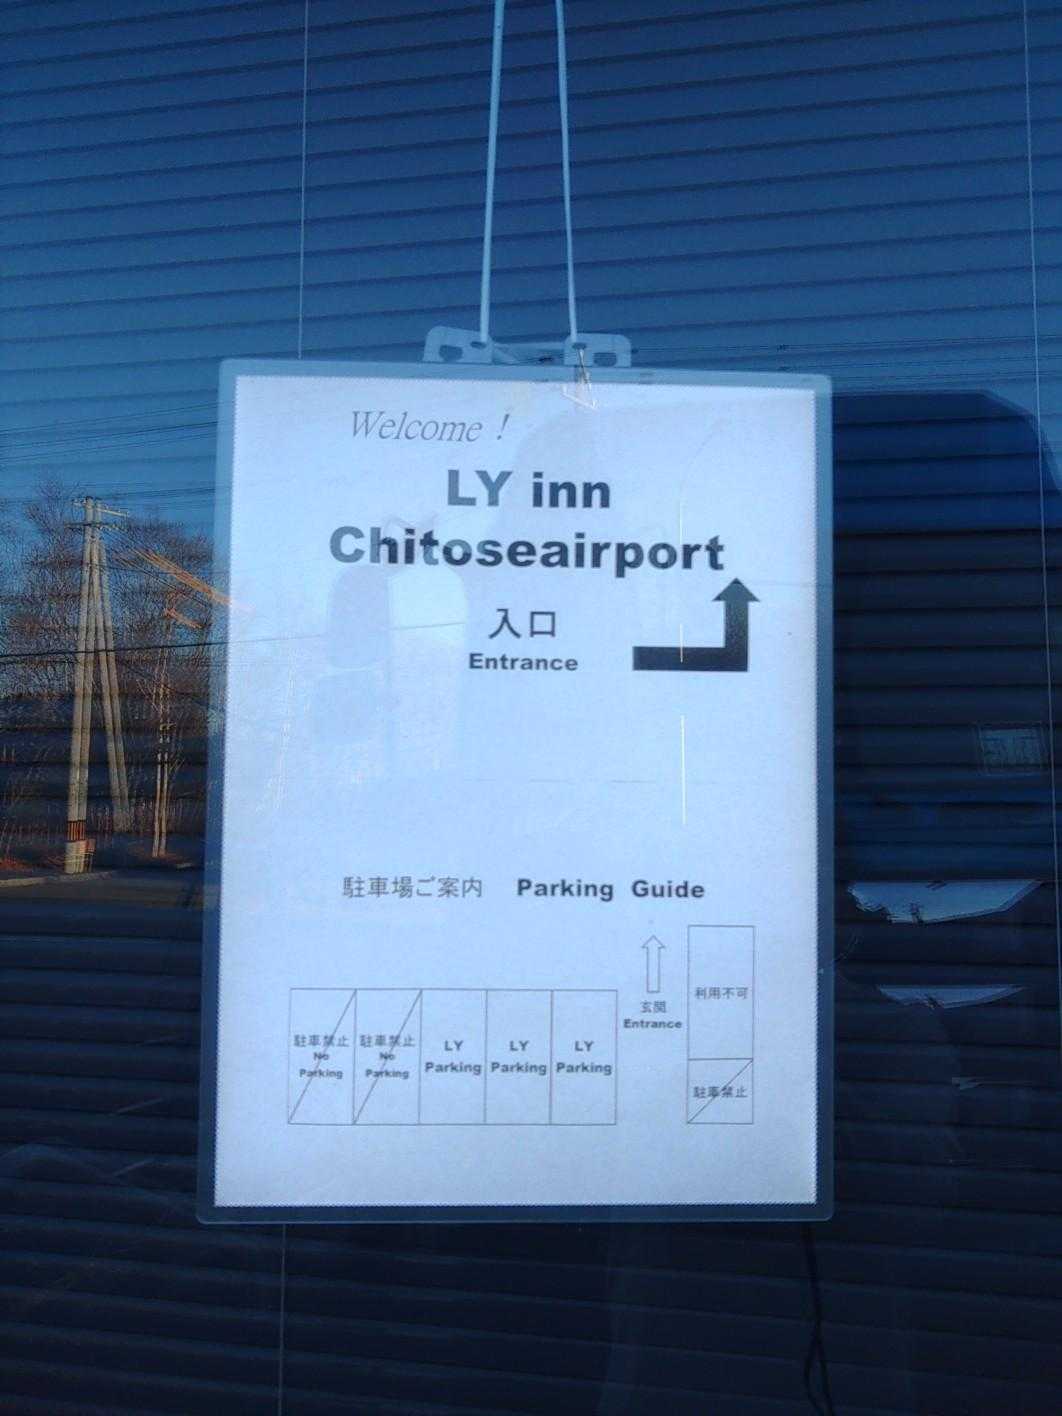 Welcome !
LY inn
Chitoseairport
入口
Entrance
駐車場ご案内 Parking Guide
利用不可
玄関
Entrance
駐車禁止
No
Parking
駐車禁止
No
Parking
LY
Parking
LY
Parking
LY
Parking
駐車禁止